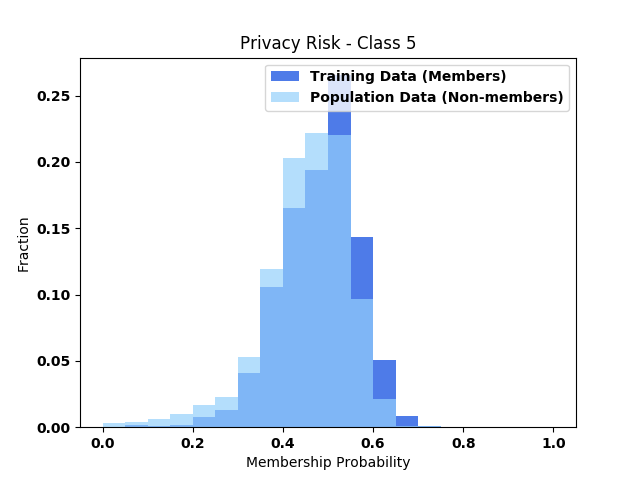 Privacy Risk - Class 5
Training Data (Members)
Population Data (Non-members)
Fraction
0.25
0.20
0.15
0.10
0.05
0.00
0.0 0.2 0.4 0.6 0.8 1.0
Membership Probability